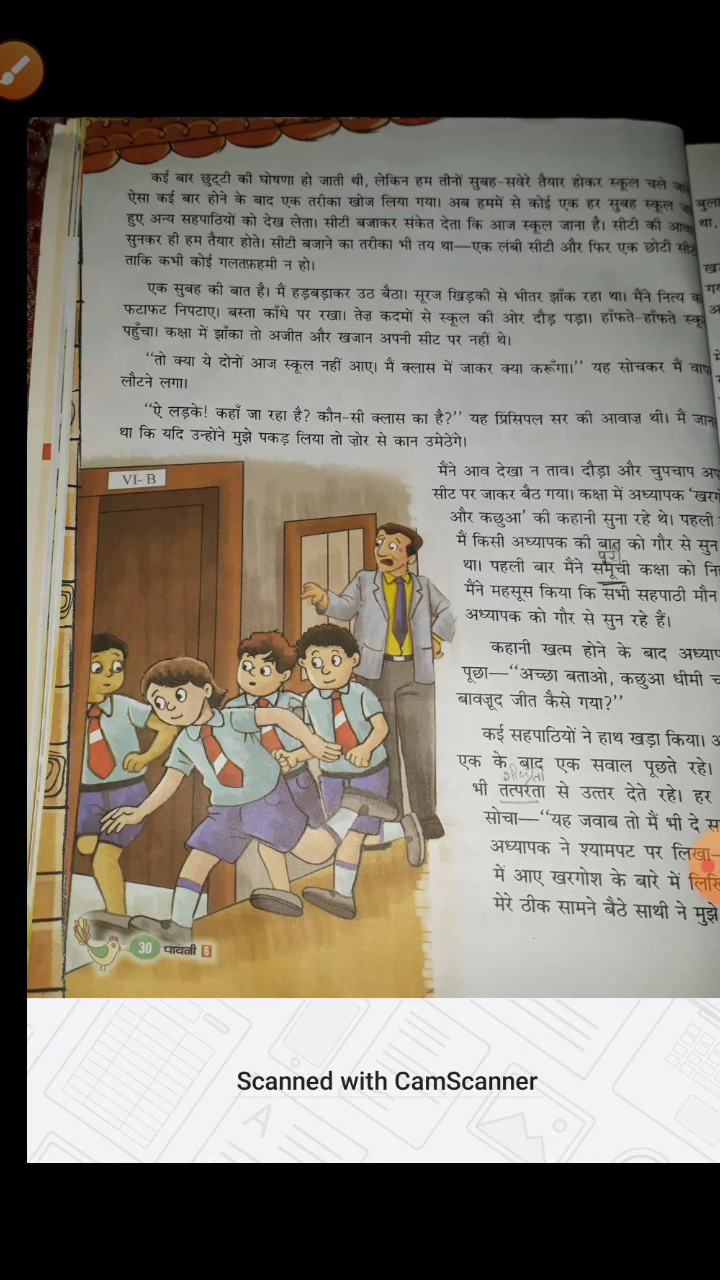 कई बार छुट्टी की घोषणा हो जाती थी, लेकिन हम तीनों सुबह-सवेरे तैयार होकर स्कूल चले
ऐसा कई बार होने के बाद एक तरीका खोज लिया गया। अब हममें से कोई एक हर सुबह स्कूल
हुए अन्य सहपाठियों को देख लेता। सीटी बजाकर संकेत देता कि आज स्कूल जाना है। सीटी की
सुनकर ही हम तैयार होते। सीटी बजाने का तरीका भी तय था—एक लंबी सीटी और फिर एक छोटी
ताकि कभी कोई गलतफ़हमी न हो।
एक सुबह की बात है। मैं हड़बड़ाकर उठ बैठा। सूरज खिड़की से भीतर झाँक रहा था। मैंने नित्य
फटाफट निपटाए। बस्ता काँधे पर रखा। तेज़ कदमों से स्कूल की ओर दौड़ पड़ा। हाँफते-हाँफते
पहुँचा। कक्षा में झाँका तो अजीत और खजान अपनी सीट पर नहीं थे।
“तो क्या ये दोनों आज स्कूल नहीं आए। मैं क्लास में जाकर क्या करूँगा।” यह सोचकर मैं
लौटने लगा।
“ऐ लड़के! कहाँ जा रहा है? कौन-सी क्लास का है?” यह प्रिंसिपल सर की आवाज़ थी। मैं
था कि यदि उन्होंने मुझे पकड़ लिया तो ज़ोर से कान उमेठेंगे।
VI- B
मैंने आव देखा न ताव। दौड़ा और चुपचाप
सीट पर जाकर बैठ गया। कक्षा में अध्यापक
और कछुआ’ की कहानी सुना रहे थे। पहली
मैं किसी अध्यापक की बात को गौर से सुन
पूरी
था। पहली बार मैंने समूची कक्षा को
मैंने महसूस किया कि सभी सहपाठी मौन
अध्यापक को गौर से सुन रहे हैं।
कहानी खत्म होने के बाद
पूछा—“अच्छा बताओ, कछुआ धीमी
बावजूद जीत कैसे गया?”
कई सहपाठियों ने हाथ खड़ा किया।
एक के बाद एक सवाल पूछते रहे।
भी तत्परता से उत्तर देते रहे। हर
सोचा—“यह जवाब तो मैं भी दे
अध्यापक ने श्यामपट पर लिखा—
में आए खरगोश के बारे में
मेरे ठीक सामने बैठे साथी ने मुझे
30 पावनी 6
Scanned with CamScanner